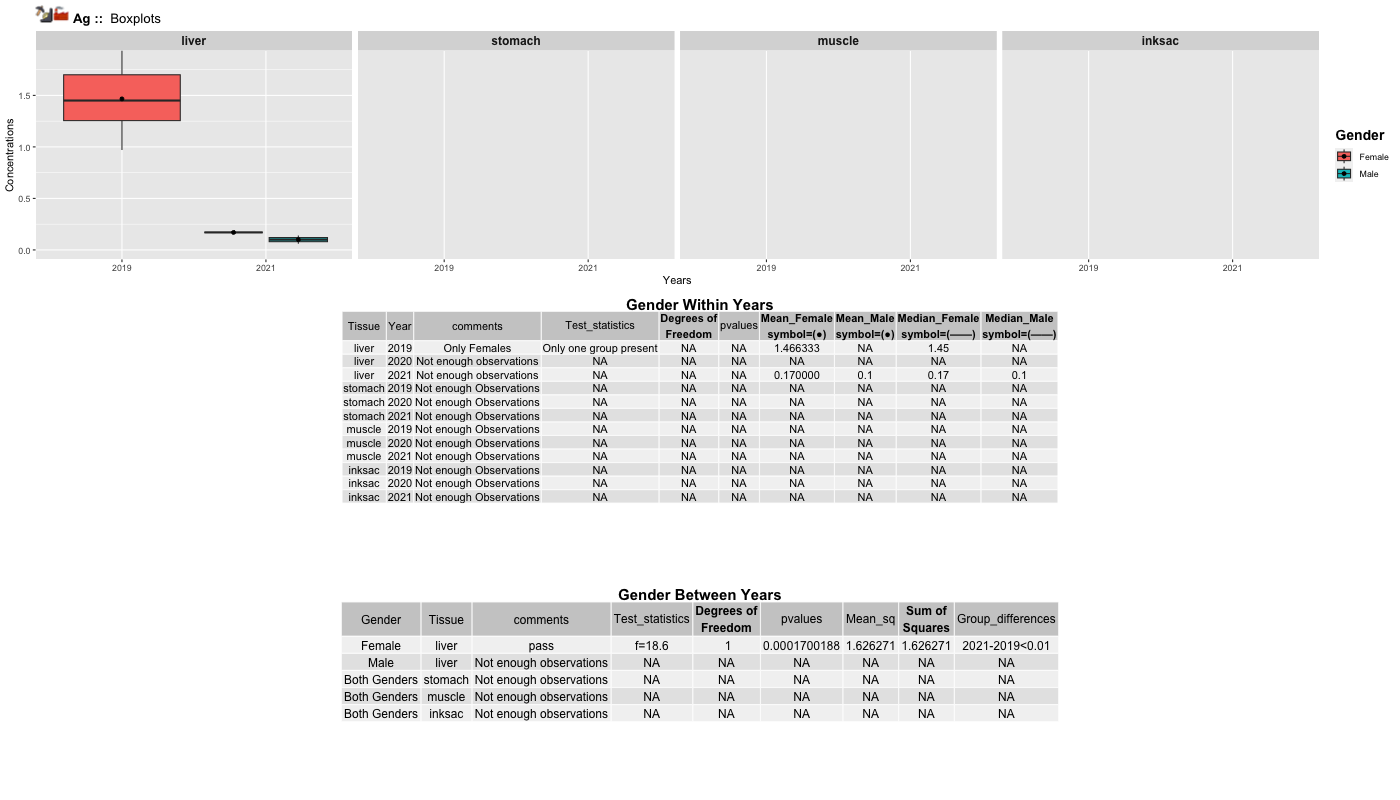 Ag :: Boxplots
liver stomach muscle inksac
1.5
1.0
0.5
0.0
Concentrations
2019 2021 2019 2021 2019 2021 2019 2021
Years
Gender
Female
Male
Gender Within Years
Tissue Year comments Test_statistics Degrees of Freedom pvalues Mean_Female symbol=(●) Mean_Male symbol=(●) Median_Female symbol=(——) Median_Male symbol=(——)
liver 2019 Only Females Only one group present NA NA 1.466333 NA 1.45 NA
liver 2020 Not enough observations NA NA NA NA NA NA NA
liver 2021 Not enough observations NA NA NA 0.170000 0.1 0.17 0.1
stomach 2019 Not enough Observations NA NA NA NA NA NA NA
stomach 2020 Not enough Observations NA NA NA NA NA NA NA
stomach 2021 Not enough Observations NA NA NA NA NA NA NA
muscle 2019 Not enough Observations NA NA NA NA NA NA NA
muscle 2020 Not enough Observations NA NA NA NA NA NA NA
muscle 2021 Not enough Observations NA NA NA NA NA NA NA
inksac 2019 Not enough Observations NA NA NA NA NA NA NA
inksac 2020 Not enough Observations NA NA NA NA NA NA NA
inksac 2021 Not enough Observations NA NA NA NA NA NA NA
Gender Between Years
Gender Tissue comments Test_statistics Degrees of Freedom pvalues Mean_sq Sum of Squares Group_differences
Female liver pass f=18.6 1 0.0001700188 1.626271 1.626271 2021-2019<0.01
Male liver Not enough observations NA NA NA NA NA NA
Both Genders stomach Not enough observations NA NA NA NA NA NA
Both Genders muscle Not enough observations NA NA NA NA NA NA
Both Genders inksac Not enough observations NA NA NA NA NA NA